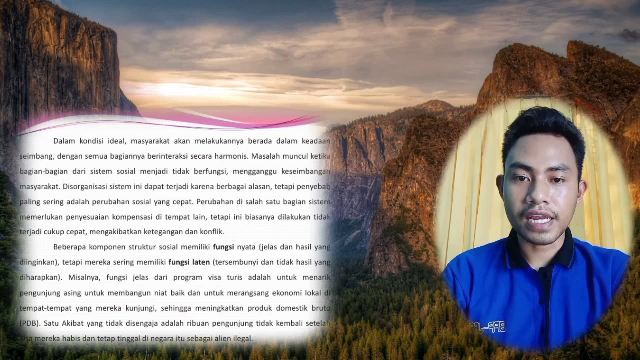 Dalam kondisi ideal, masyarakat akan melakukannya berada dalam keadaan
seimbang, dengan semua bagiannya berinteraksi secara harmonis. Masalah muncul ketika
bagian-bagian dari sistem sosial menjadi tidak berfungsi, mengganggu keseimbangan
masyarakat. Disorganisasi sistem ini dapat terjadi karena berbagai alasan, tetapi penyebab
paling sering adalah perubahan sosial yang cepat. Perubahan di salah satu bagian sistem
memerlukan penyesuaian kompensasi di tempat lain, tetapi ini biasanya dilakukan tidak
terjadi cukup cepat, mengakibatkan ketegangan dan konflik.
Beberapa komponen struktur sosial memiliki fungsi nyata (jelas dan hasil yang
diinginkan), tetapi mereka sering memiliki fungsi laten (tersembunyi dan tidak hasil yang
diharapkan). Misalnya, fungsi jelas dari program visa turis adalah untuk menarik
pengunjung asing untuk membangun niat baik dan untuk merangsang ekonomi lokal di
tempat-tempat yang mereka kunjungi, sehingga meningkatkan produk domestik bruto
(PDB). Satu Akibat yang tidak disengaja adalah ribuan pengunjung tidak kembali setelah
mereka habis dan tetap tinggal di negara itu sebagai alien ilegal.